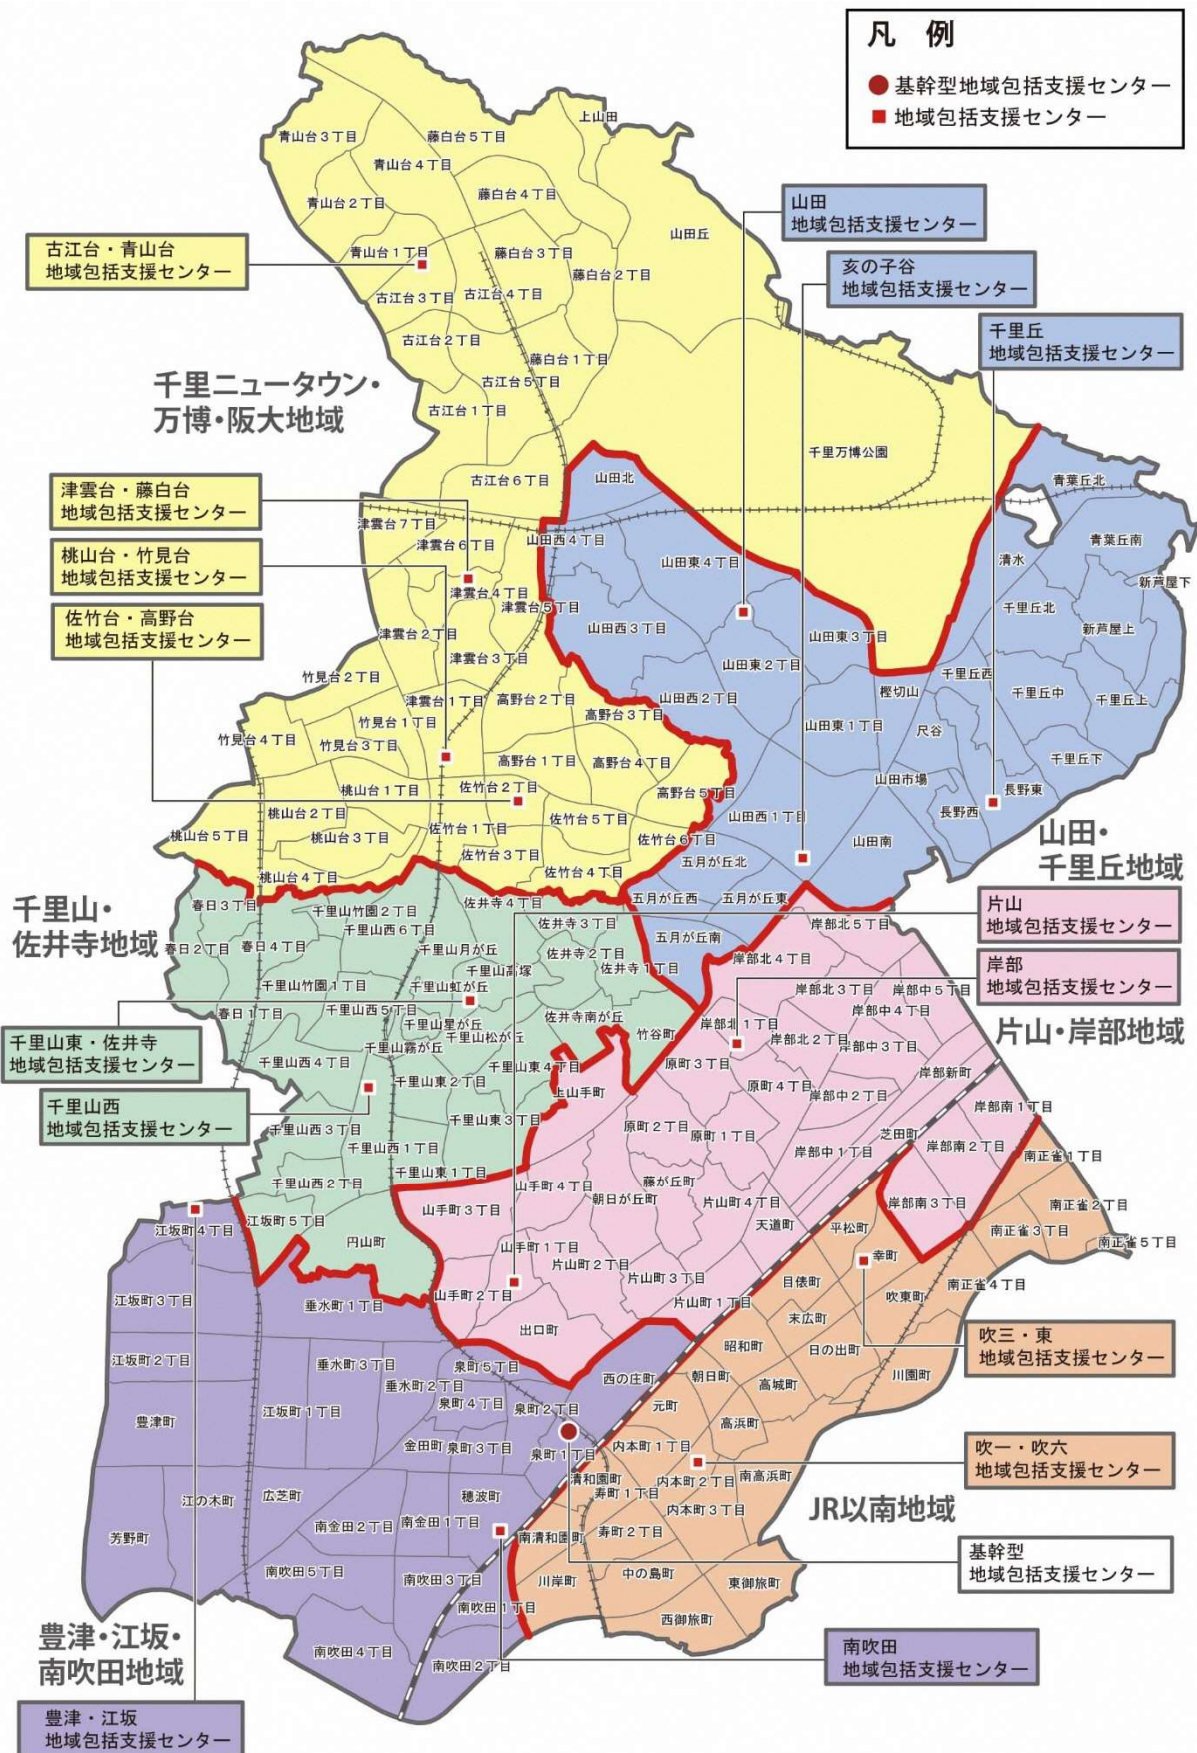 凡 例
基幹型地域包括支援センター
地域包括支援センター
上山田
青山台3丁目
藤白台5丁目
青山台4丁目
藤白台4丁目
青山台2丁目
山田丘
山田
地域包括支援センター
古江台・青山台
地域包括支援センター
青山台1丁目
藤白台3丁目
藤白台2丁目
亥の子谷
地域包括支援センター
古江台3丁目
古江台4丁目
千里丘
地域包括支援センター
古江台2丁目
藤白台1丁目
千里ニュータウン・
万博・阪大地域
古江台5丁目
古江台1丁目
千里万博公園
古江台6丁目
山田北
青葉丘北
津雲台・藤白台
地域包括支援センター
津雲台7丁目
山田西4丁目
津雲台6丁目
青葉丘南
桃山台・竹見台
地域包括支援センター
山田東4丁目
清水
新芦屋下
津雲台4丁目
津雲台5丁目
千里丘北
佐竹台・高野台
地域包括支援センター
津雲台2丁目
山田西3丁目
山田東3丁目
新芦屋上
津雲台3丁目
山田東2丁目
千里丘西
竹見台2丁目
津雲台1丁目
高野台2丁目
山田西2丁目
樫切山
千里丘中
千里丘上
竹見台1丁目
高野台3丁目
山田東1丁目
尺谷
竹見台4丁目
竹見台3丁目
高野台1丁目
高野台4丁目
千里丘下
桃山台1丁目
佐竹台2丁目
高野台5丁目
山田市場
長野東
桃山台2丁目
佐竹台5丁目
山田西1丁目
長野西
桃山台5丁目
桃山台3丁目
佐竹台1丁目
佐竹台6丁目
山田南
山田・
千里丘地域
佐竹台3丁目
五月が丘北
桃山台4丁目
佐竹台4丁目
千里山・
佐井寺地域
春日3丁目
千里山竹園2丁目
佐井寺4丁目
五月が丘西
五月が丘東
片山
地域包括支援センター
千里山西6丁目
佐井寺3丁目
岸部北5丁目
春日2丁目
春日4丁目
千里山月が丘
佐井寺2丁目
五月が丘南
岸部北4丁目
岸部
地域包括支援センター
千里山高塚
佐井寺1丁目
千里山竹園1丁目
千里山虹が丘
岸部北3丁目
岸部中5丁目
春日1丁目
千里山西5丁目
佐井寺南が丘
岸部中4丁目
片山・岸部地域
千里山東・佐井寺
地域包括支援センター
千里山星が丘
千里山松が丘
竹谷町
岸部北1丁目
岸部北2丁目
岸部中3丁目
千里山霧が丘
千里山西4丁目
千里山東4丁目
原町3丁目
岸部新町
千里山東2丁目
上山手町
原町4丁目
岸部中2丁目
千里山西
地域包括支援センター
千里山東3丁目
岸部南1丁目
千里山西3丁目
原町2丁目
原町1丁目
芝田町
千里山西1丁目
岸部中1丁目
岸部南2丁目
南正雀1丁目
千里山東1丁目
千里山西2丁目
山手町4丁目
藤が丘町
朝日が丘町
片山町4丁目
岸部南3丁目
南正雀2丁目
山手町3丁目
天道町
平松町
江坂町4丁目
江坂町5丁目
円山町
山手町1丁目
南正雀3丁目
南正雀5丁目
幸町
片山町2丁目
片山町3丁目
目俵町
南正雀4丁目
江坂町3丁目
垂水町1丁目
山手町2丁目
片山町1丁目
末広町
吹東町
出口町
昭和町
日の出町
吹三・東
地域包括支援センター
江坂町2丁目
垂水町3丁目
泉町5丁目
西の庄町
朝日町
川園町
垂水町2丁目
高城町
豊津町
江坂町1丁目
泉町4丁目
泉町2丁目
元町
高浜町
金田町
泉町3丁目
泉町1丁目
内本町1丁目
吹一・吹六
地域包括支援センター
清和園町
内本町2丁目
南高浜町
江の木町
広芝町
穂波町
寿町1丁目
内本町3丁目
JR以南地域
芳野町
南金田2丁目
南金田1丁目
南清和園町
寿町2丁目
基幹型
地域包括支援センター
南吹田5丁目
南吹田3丁目
川岸町
中の島町
東御旅町
南吹田1丁目
西御旅町
豊津・江坂・
南吹田地域
南吹田4丁目
南吹田2丁目
南吹田
地域包括支援センター
豊津・江坂
地域包括支援センター